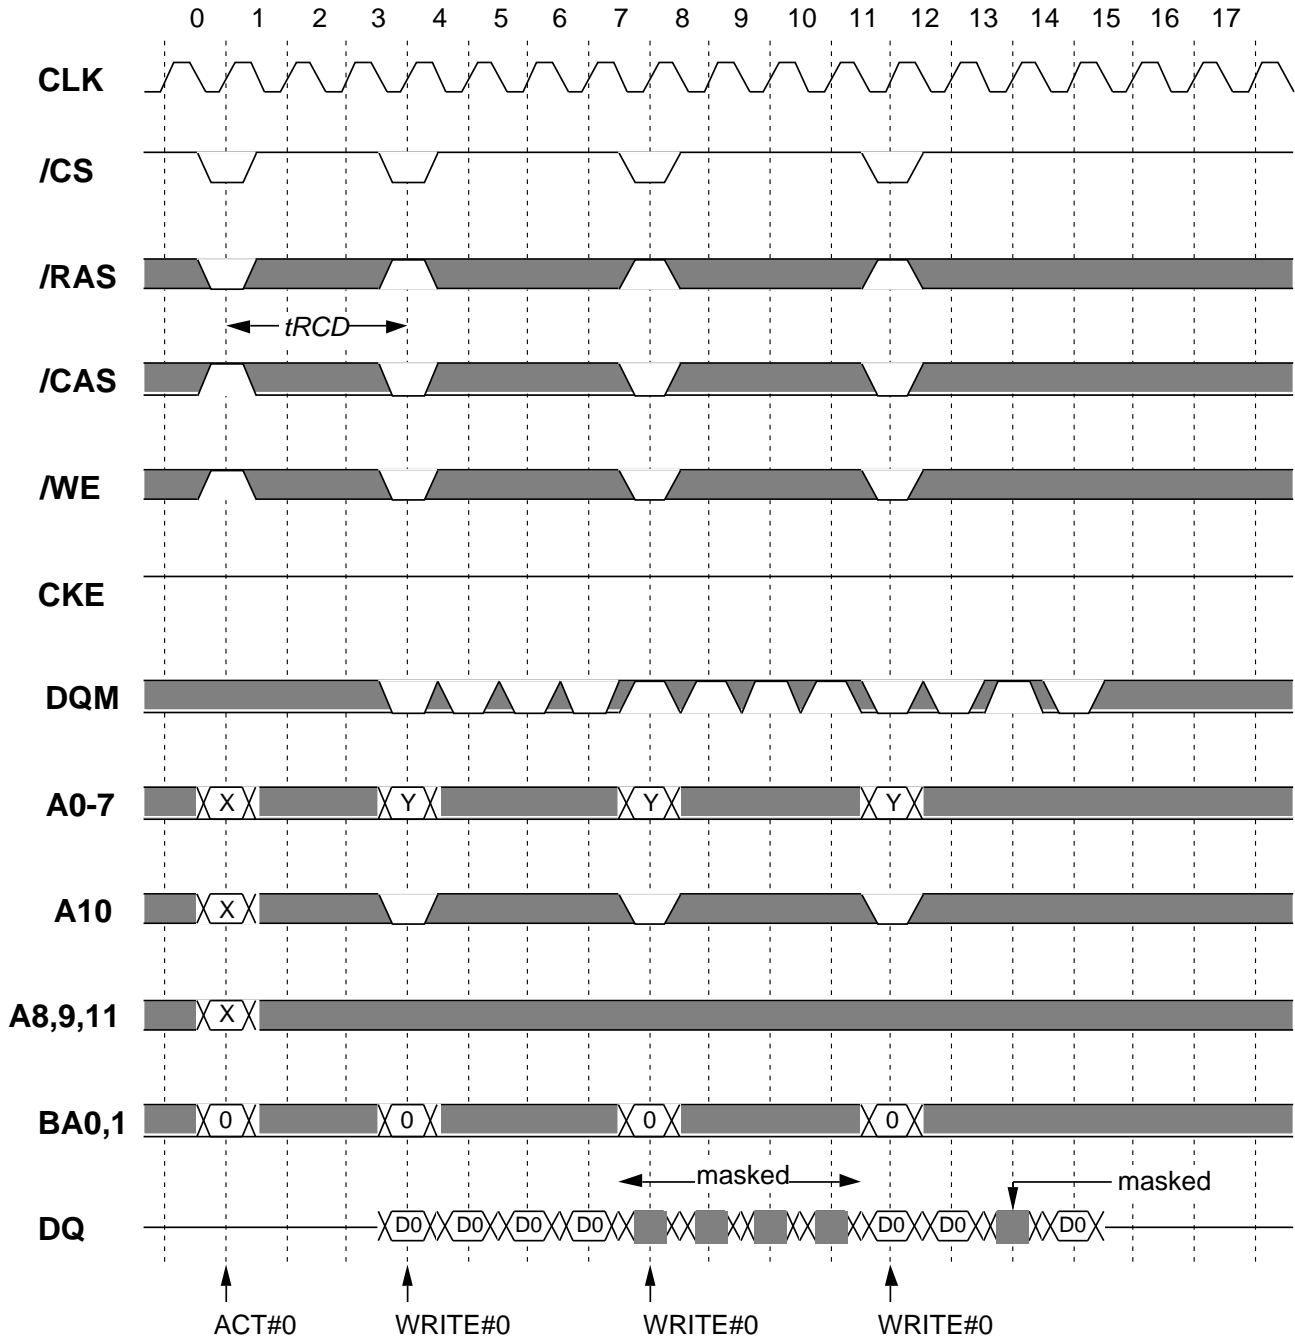 0 1 2 3 4 5 6 7 8 9 10 11 12 13 14 15 16 17
CLK
/CS
/RAS
tRCD
/CAS
/WE
CKE
DQM
A0-7 X Y Y Y
A10 X
A8,9,11 X
BA0,1 0 0 0 0
masked masked
DQ D0 D0 D0 D0 D0 D0 D0
ACT#0 WRITE#0 WRITE#0 WRITE#0